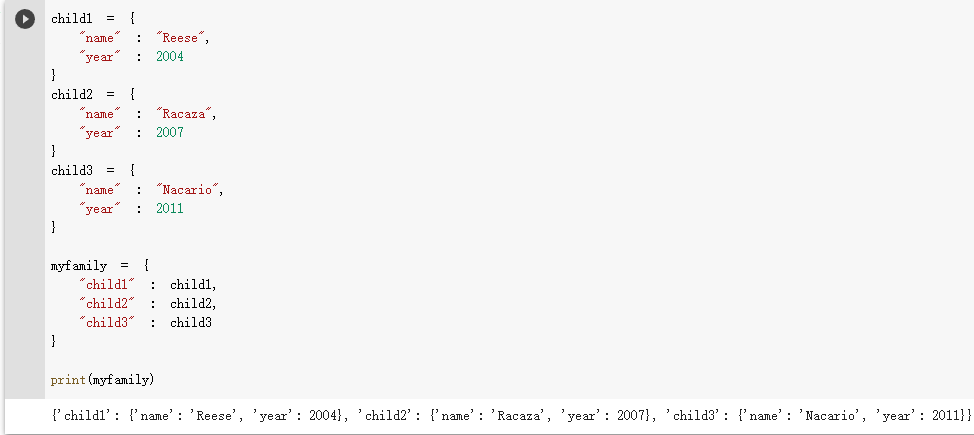 child1 = {
    "name" : "Reese",
    "year" : 2004
}
child2 = {
    "name" : "Racaza",
    "year" : 2007
}
child3 = {
    "name" : "Nacario",
    "year" : 2011
}

myfamily = {
    "child1" : child1,
    "child2" : child2,
    "child3" : child3
}

print(myfamily)
{'child1': {'name': 'Reese', 'year': 2004}, 'child2': {'name': 'Racaza', 'year': 2007}, 'child3': {'name': 'Nacario', 'year': 2011}}